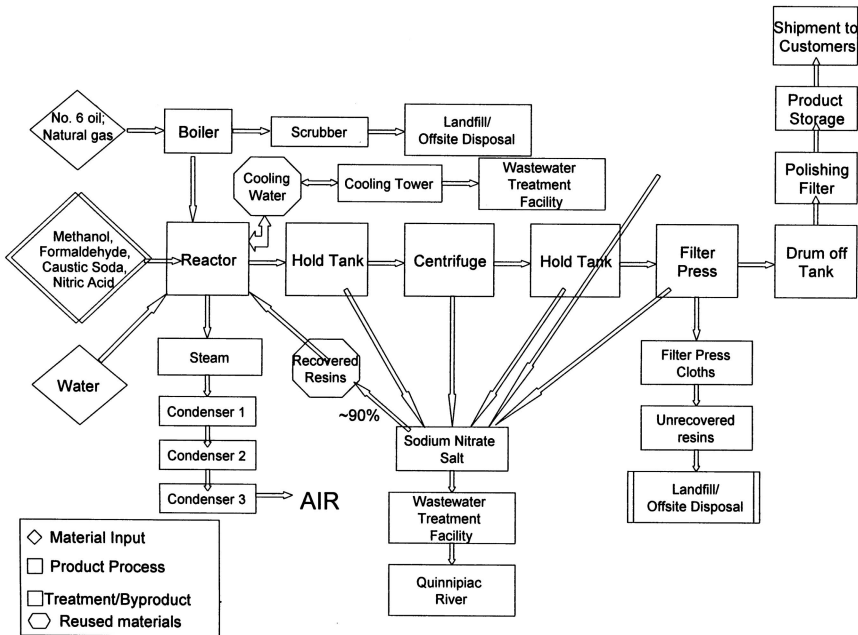 Shipment to
Customers
Product
Storage
Polishing
Filter
No. 6 oil;
Natural gas
Boiler
Scrubber
Landfill/
Offsite Disposal
Cooling
Water
Cooling Tower
Wastewater
Treatment
Facility
Methanol,
Formaldehyde,
Caustic Soda,
Nitric Acid
Reactor
Hold Tank
Centrifuge
Hold Tank
Filter
Press
Drum off
Tank
Water
Steam
Recovered
Resins
Filter Press
Cloths
Condenser 1
~90%
Sodium Nitrate
Salt
Unrecovered
resins
Condenser 2
Condenser 3
AIR
Wastewater
Treatment
Facility
Landfill/
Offsite Disposal
Quinnipiac
River
Material Input
Product Process
Treatment/Byproduct
Reused materials